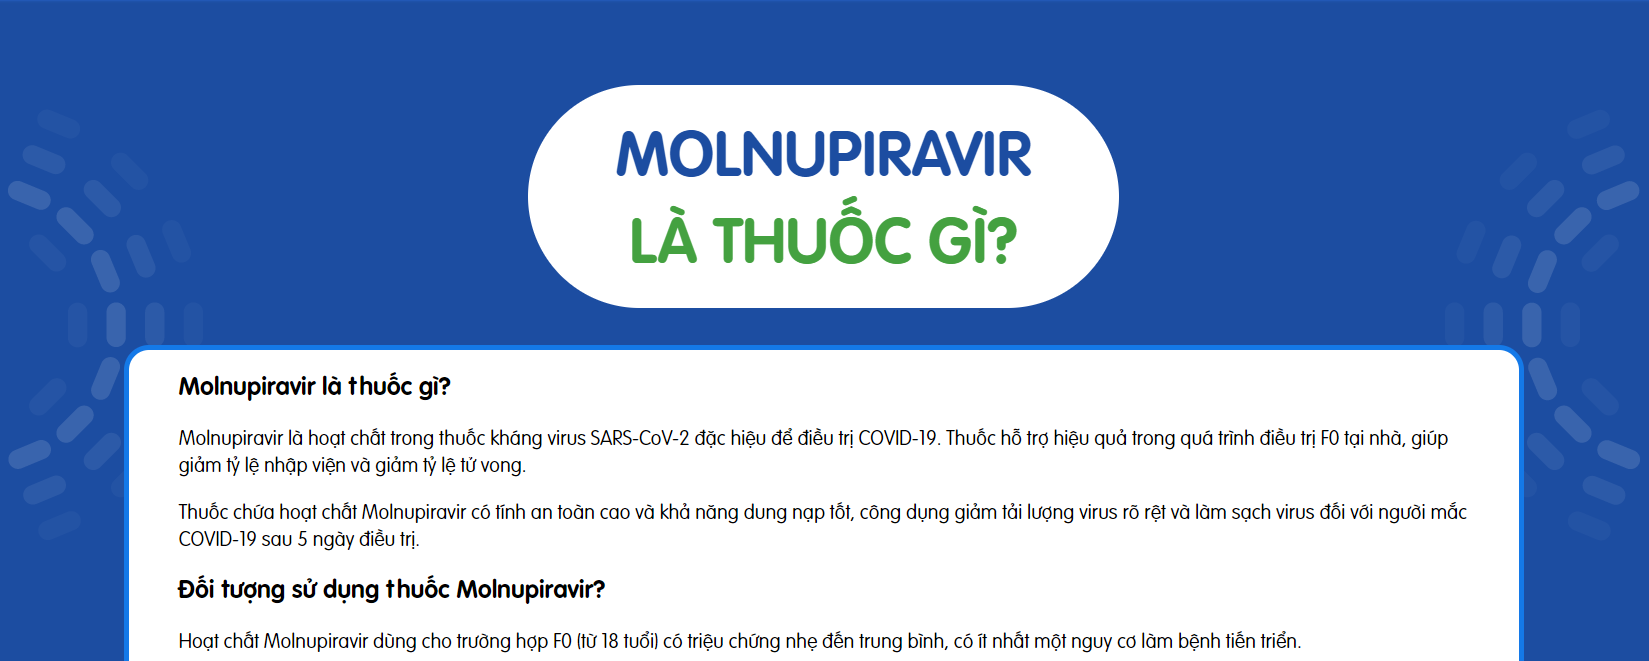 MOLNUPIRAVIR
LÀ THUỐC GÌ?
Molnupiravir là thuốc gì?
Molnupiravir là hoạt chất trong thuốc kháng virus SARS-CoV-2 đặc hiệu để điều trị COVID-19. Thuốc hỗ trợ hiệu quả trong quá trình điều trị F0 tại nhà, giúp
giảm tỷ lệ nhập viện và giảm tỷ lệ tử vong.
Thuốc chứa hoạt chất Molnupiravir có tính an toàn cao và khả năng dung nạp tốt, công dụng giảm tải lượng virus rõ rệt và làm sạch virus đối với người mắc
COVID-19 sau 5 ngày điều trị.
Đối tượng sử dụng thuốc Molnupiravir?
Hoạt chất Molnupiravir dùng cho trường hợp F0 (từ 18 tuổi) có triệu chứng nhẹ đến trung bình, có ít nhất một nguy cơ làm bệnh tiến triển.